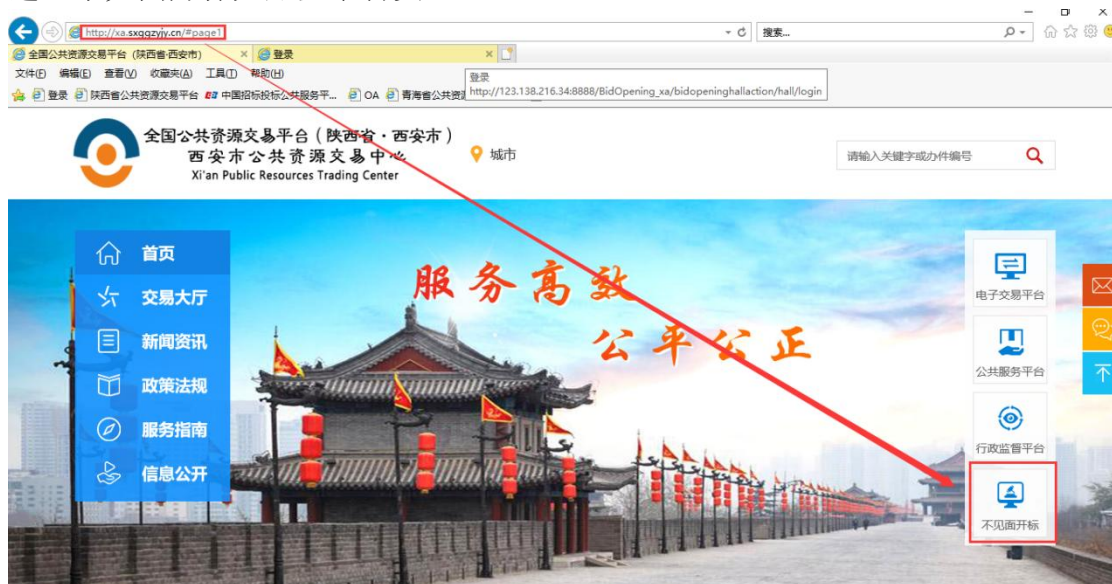 http://xa.sxggzyjy.cn/#page1
搜索...
全国公共资源交易平台 (陕西省·西安市)
登录
文件(F) 编辑(E) 查看(V) 收藏夹(A) 工具(T) 帮助(H)
登录
http://123.138.216.34:8888/BidOpening_xa/bidopeninghallaction/hall/login
登录 陕西省公共资源交易平台 中国招标投标公共服务平... OA 青海省公共资
全国公共资源交易平台(陕西省·西安市)
西安市公共资源交易中心
Xi'an Public Resources Trading Center
城市
请输入关键字或办件编号
首页
交易大厅
新闻资讯
政策法规
服务指南
信息公开
服务高效
公平公正
电子交易平台
公共服务平台
行政监督平台
不见面开标